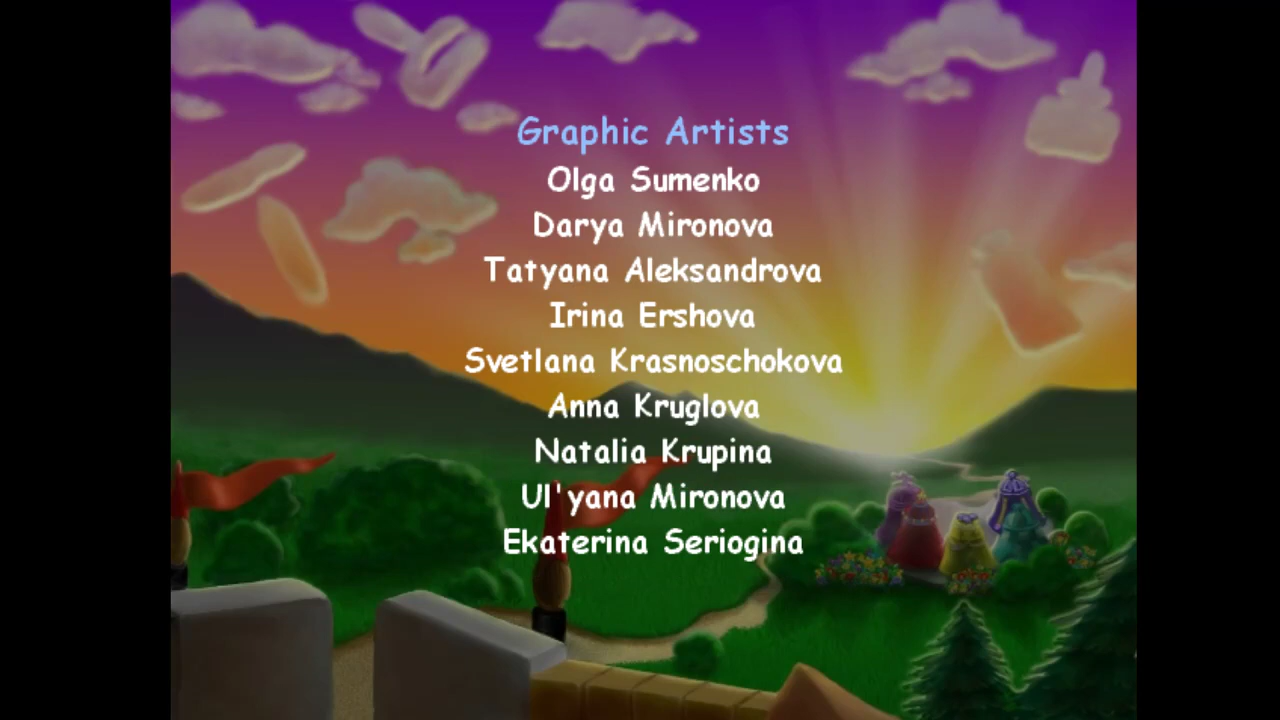 Graphic Artists
Olga Sumenko
Darya Mironova
Tatyana Aleksandrova
Irina Ershova
Svetlana Krasnoschokova
Anna Kruglova
Natalia Krupina
Ul'yana Mironova
Ekaterina Seriogina